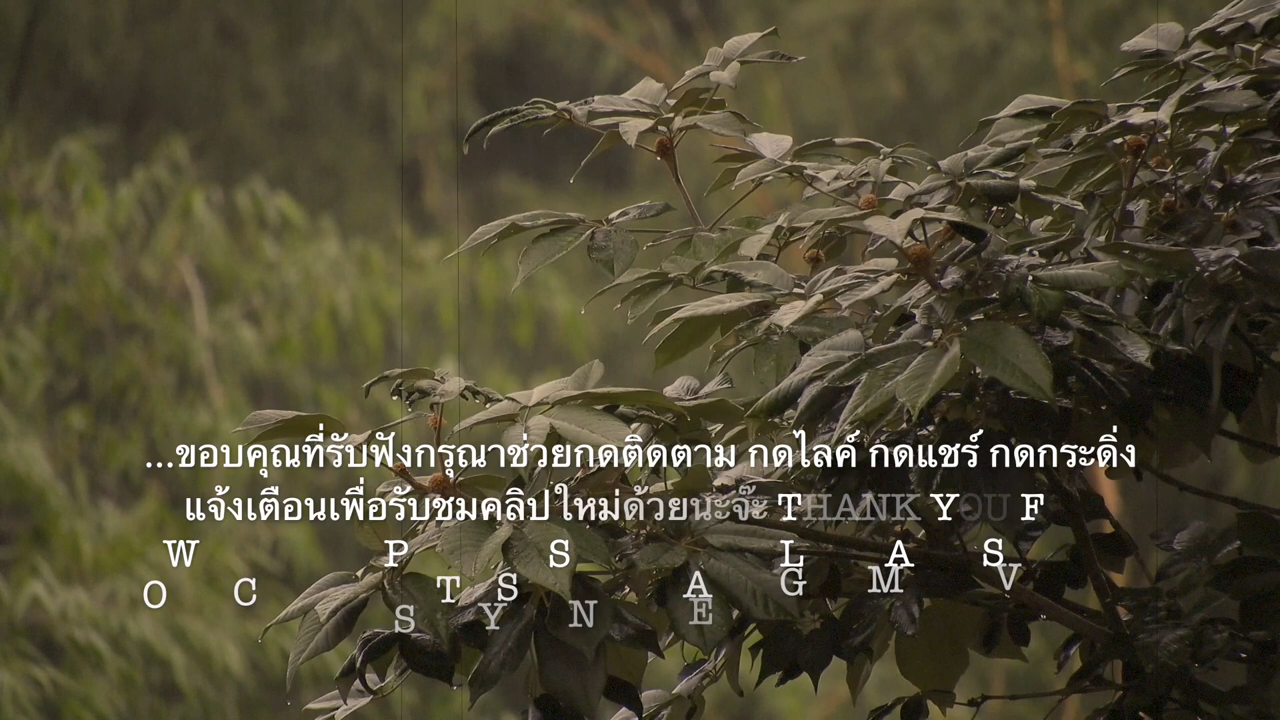 ...ขอบคุณที่รับฟังกรุณาช่วยกดติดตาม กดไลค์ กดแชร์ กดกระดิ่ง
แจ้งเตือนเพื่อรับชมคลิปใหม่ด้วยนะจ๊ะ THANK YOU F
W P S L A S
O C T S A G M V
S Y N E